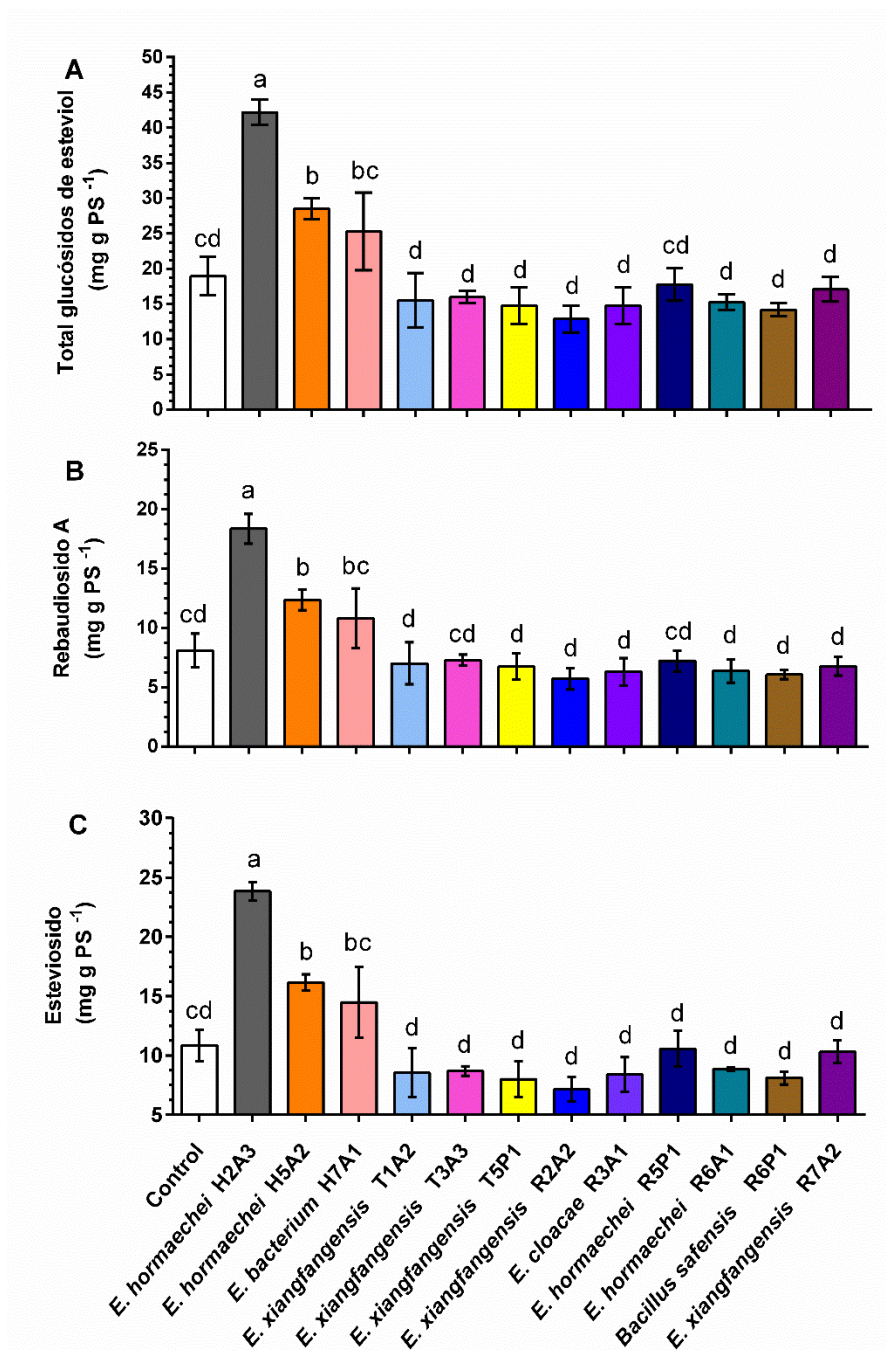 A
Total glucósidos de esteviol
(mg g PS -1)
50
45
40
35
30
25
20
15
10
5
0
cd
a
b
bc
d
d
d
d
d
cd
d
d
d
B
Rebaudiosido A
(mg g PS -1)
25
20
15
10
5
0
cd
a
b
bc
d
cd
d
d
d
cd
d
d
d
C
Esteviosido
(mg g PS -1)
30
25
20
15
10
5
cd
a
b
bc
d
d
d
d
d
d
d
d
d
Control
E. hormaechei H2A3
E. hormaechei H5A2
E. bacterium H7A1
E. xiangfangensis T1A2
E. xiangfangensis T3A3
E. xiangfangensis T5P1
E. xiangfangensis R2A2
E. cloacae R3A1
E. hormaechei R5P1
E. hormaechei R6A1
Bacillus safensis R6P1
E. xiangfangensis R7A2